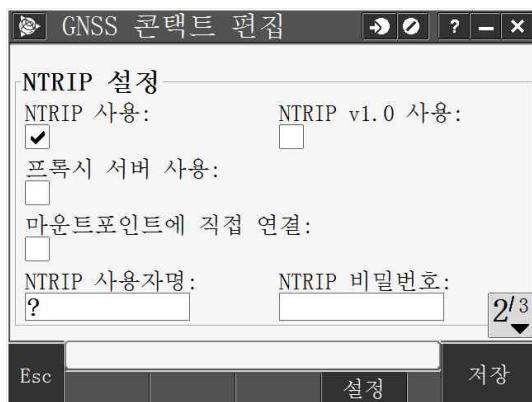 GNSS 콘택트 편집
NTRIP 설정
NTRIP 사용: NTRIP v1.0 사용:
프록시 서버 사용:
마운트포인트에 직접 연결:
NTRIP 사용자명: NTRIP 비밀번호:
?
2/3
Esc 설정 저장